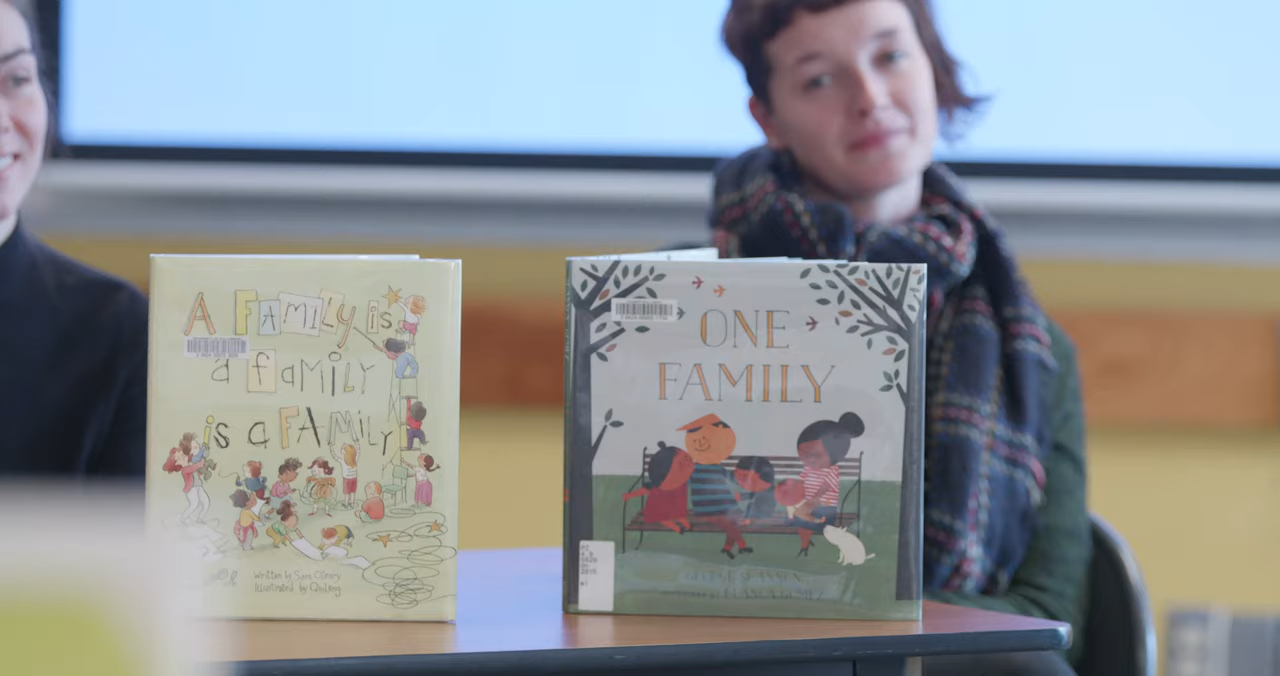 A FAMILY is
a faMiLY
is a FAMiLY
Written by Sara O'Leary
Illustrated by Qin Leng
ONE
FAMILY